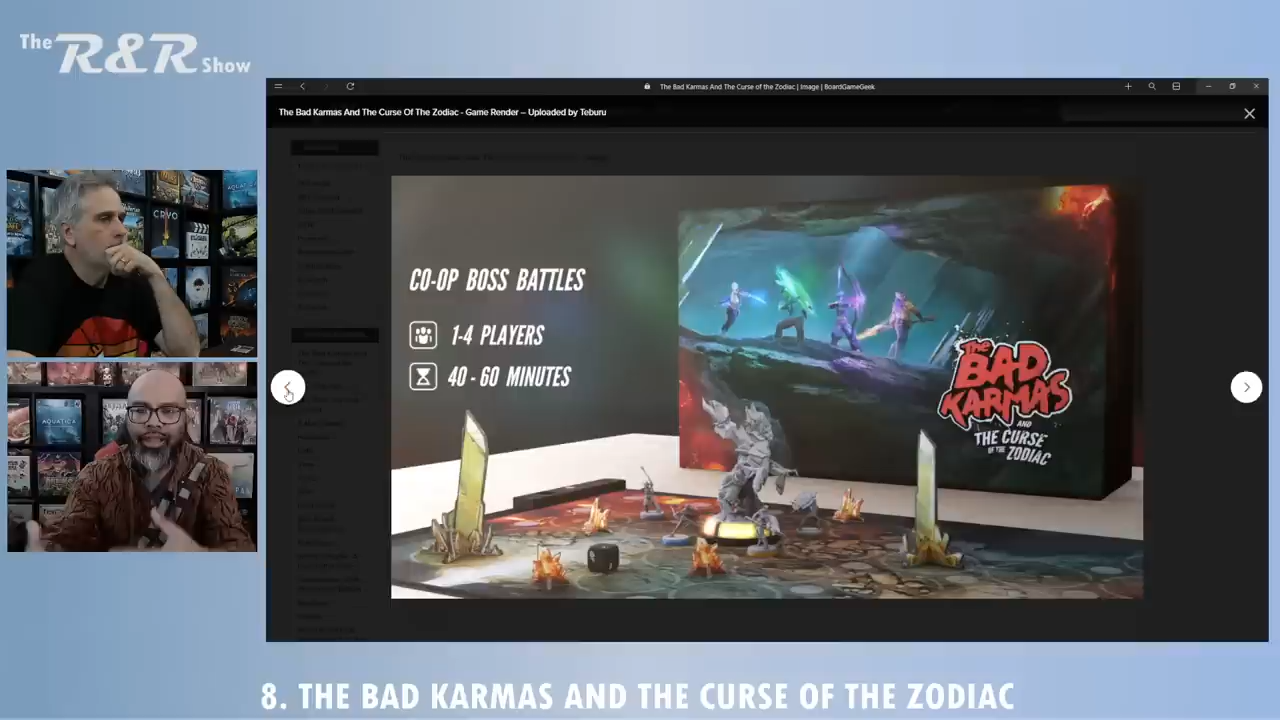 The R&R Show
The Bad Karmas And The Curse of the Zodiac | Image | BoardGameGeek
The Bad Karmas And The Curse Of The Zodiac - Game Render – Uploaded by Teburu
CO-OP BOSS BATTLES
1-4 PLAYERS
40 - 60 MINUTES
The
BAD
KARMAS
AND
THE CURSE
OF THE ZODIAC
CRYO
AQUATICA
8. THE BAD KARMAS AND THE CURSE OF THE ZODIAC